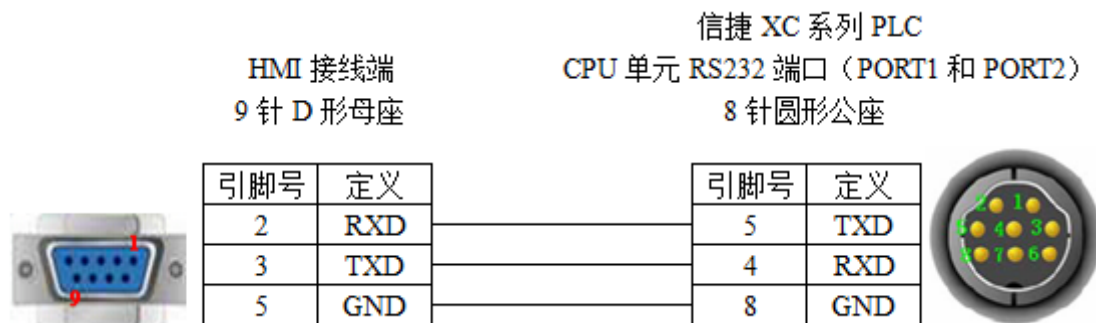 信捷 XC 系列 PLC
HMI 接线端 CPU 单元 RS232 端口（PORT1 和 PORT2）
9 针 D 形母座 8 针圆形公座
引脚号 定义 引脚号 定义
2 RXD 5 TXD
3 TXD 4 RXD
5 GND 8 GND
1
9
2 1
5 4 3
8 7 6